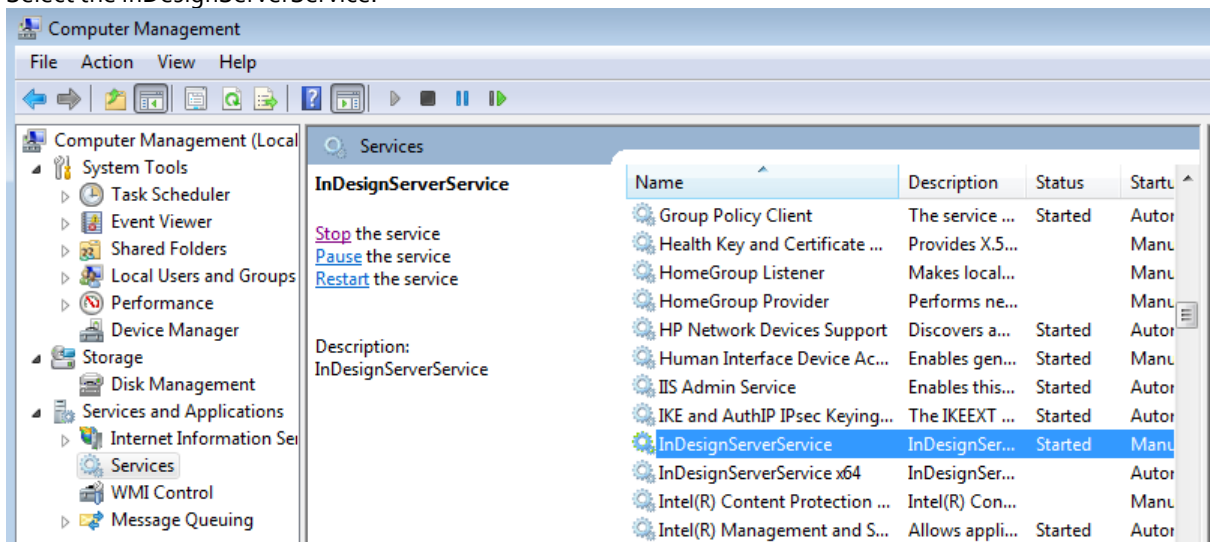 Select the InDesignServerService.
Computer Management
File Action View Help
Computer Management (Local
System Tools
Task Scheduler
Event Viewer
Shared Folders
Local Users and Groups
Performance
Device Manager
Storage
Disk Management
Services and Applications
Internet Information Ser
Services
WMI Control
Message Queuing
Services
InDesignServerService
Stop the service
Pause the service
Restart the service
Description:
InDesignServerService
Name Description Status Startu
Group Policy Client The service ... Started Autor
Health Key and Certificate ... Provides X.5... Manu
HomeGroup Listener Makes local... Manu
HomeGroup Provider Performs ne... Manu
HP Network Devices Support Discovers a... Started Autor
Human Interface Device Ac... Enables gen... Started Manu
IIS Admin Service Enables this... Started Autor
IKE and AuthIP IPsec Keying... The IKEEXT ... Started Autor
InDesignServerService InDesignSer... Started Manu
InDesignServerService x64 InDesignSer... Autor
Intel(R) Content Protection ... Intel(R) Con... Manu
Intel(R) Management and S... Allows appli... Started Autor